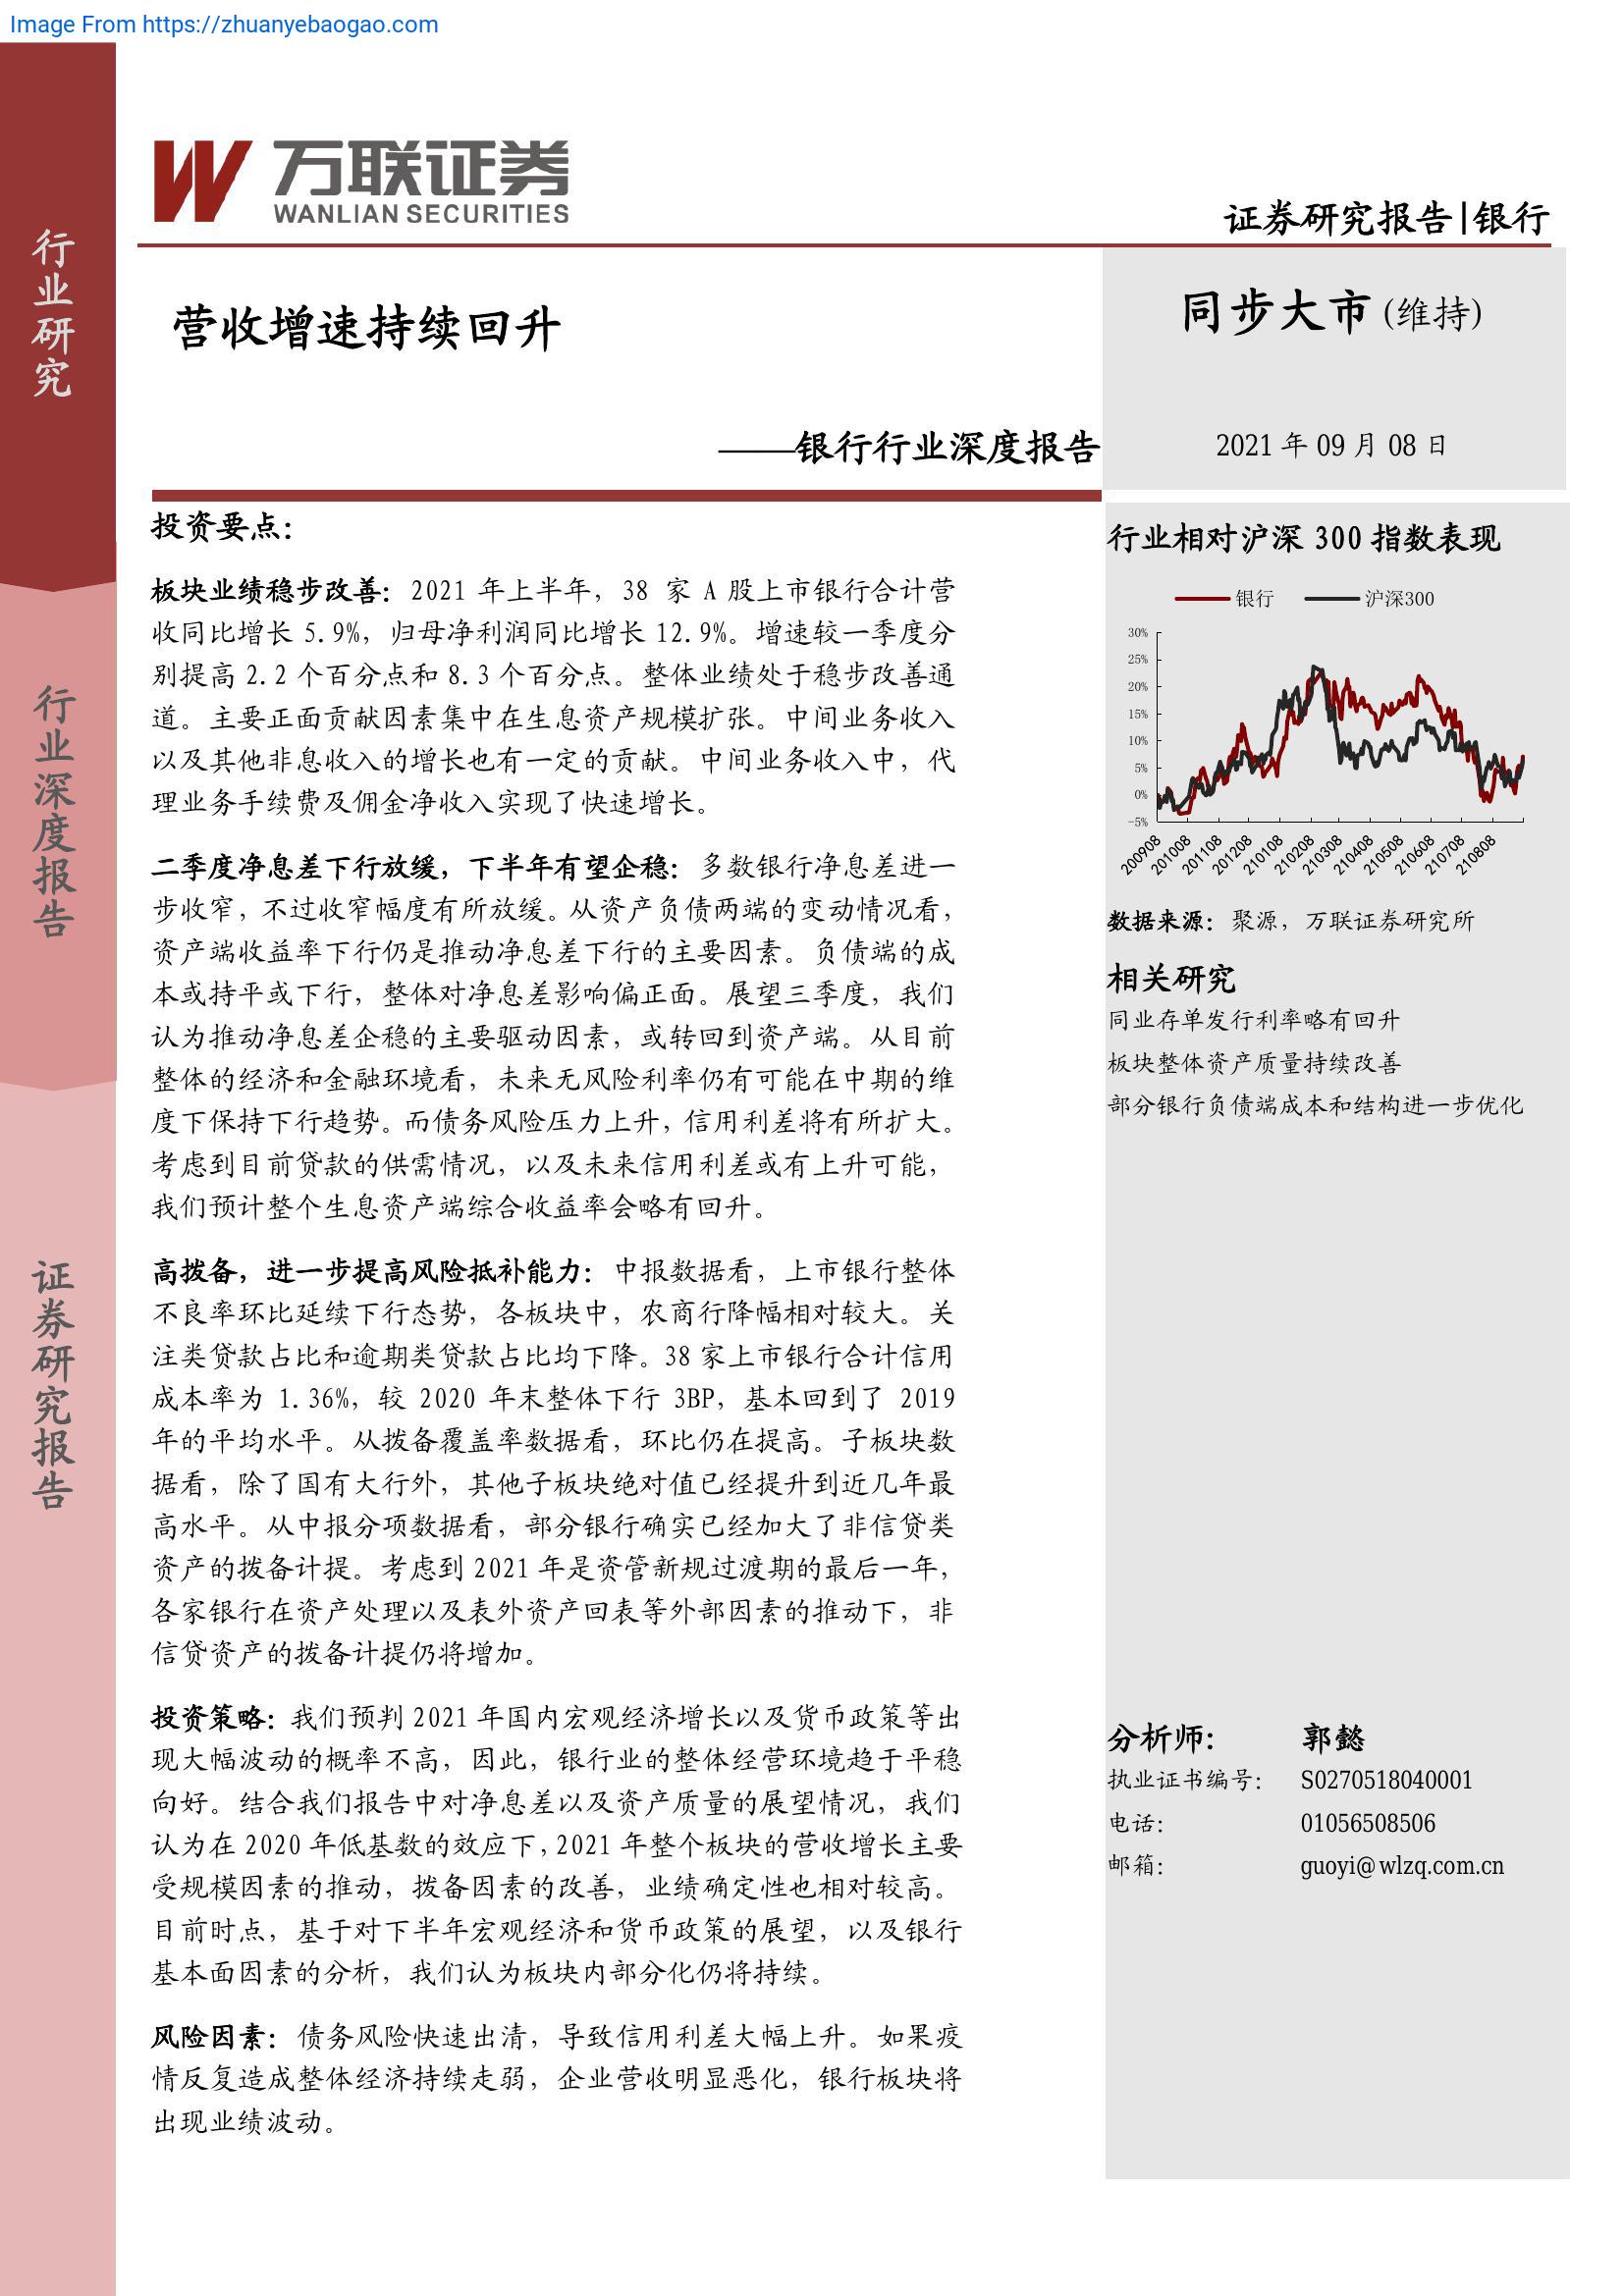 Image From https://zhuanyebaogao.com
万联证券
WANLIAN SECURITIES
证券研究报告|银行
行业研究
行业深度报告
证券研究报告
营收增速持续回升
——银行行业深度报告
同步大市(维持)
2021 年 09 月 08 日
投资要点：
板块业绩稳步改善：2021 年上半年，38 家 A 股上市银行合计营
收同比增长 5.9%，归母净利润同比增长 12.9%。增速较一季度分
别提高 2.2 个百分点和 8.3 个百分点。整体业绩处于稳步改善通
道。主要正面贡献因素集中在生息资产规模扩张。中间业务收入
以及其他非息收入的增长也有一定的贡献。中间业务收入中，代
理业务手续费及佣金净收入实现了快速增长。
二季度净息差下行放缓，下半年有望企稳：多数银行净息差进一
步收窄，不过收窄幅度有所放缓。从资产负债两端的变动情况看，
资产端收益率下行仍是推动净息差下行的主要因素。负债端的成
本或持平或下行，整体对净息差影响偏正面。展望三季度，我们
认为推动净息差企稳的主要驱动因素，或转回到资产端。从目前
整体的经济和金融环境看，未来无风险利率仍有可能在中期的维
度下保持下行趋势。而债务风险压力上升，信用利差将有所扩大。
考虑到目前贷款的供需情况，以及未来信用利差或有上升可能，
我们预计整个生息资产端综合收益率会略有回升。
高拨备，进一步提高风险抵补能力：中报数据看，上市银行整体
不良率环比延续下行态势，各板块中，农商行降幅相对较大。关
注类贷款占比和逾期类贷款占比均下降。38 家上市银行合计信用
成本率为 1.36%，较 2020 年末整体下行 3BP，基本回到了 2019
年的平均水平。从拨备覆盖率数据看，环比仍在提高。子板块数
据看，除了国有大行外，其他子板块绝对值已经提升到近几年最
高水平。从中报分项数据看，部分银行确实已经加大了非信贷类
资产的拨备计提。考虑到 2021 年是资管新规过渡期的最后一年，
各家银行在资产处理以及表外资产回表等外部因素的推动下，非
信贷资产的拨备计提仍将增加。
投资策略：我们预判 2021 年国内宏观经济增长以及货币政策等出
现大幅波动的概率不高，因此，银行业的整体经营环境趋于平稳
向好。结合我们报告中对净息差以及资产质量的展望情况，我们
认为在 2020 年低基数的效应下，2021 年整个板块的营收增长主要
受规模因素的推动，拨备因素的改善，业绩确定性也相对较高。
目前时点，基于对下半年宏观经济和货币政策的展望，以及银行
基本面因素的分析，我们认为板块内部分化仍将持续。
风险因素：债务风险快速出清，导致信用利差大幅上升。如果疫
情反复造成整体经济持续走弱，企业营收明显恶化，银行板块将
出现业绩波动。
行业相对沪深 300 指数表现
银行 沪深300
30%
25%
20%
15%
10%
5%
0%
-5%
200908 201008 201108 201208 210108 210208 210308 210408 210508 210608 210708 210808
数据来源：聚源，万联证券研究所
相关研究
同业存单发行利率略有回升
板块整体资产质量持续改善
部分银行负债端成本和结构进一步优化
分析师： 郭懿
执业证书编号： S0270518040001
电话： 01056508506
邮箱： guoyi@wlzq.com.cn